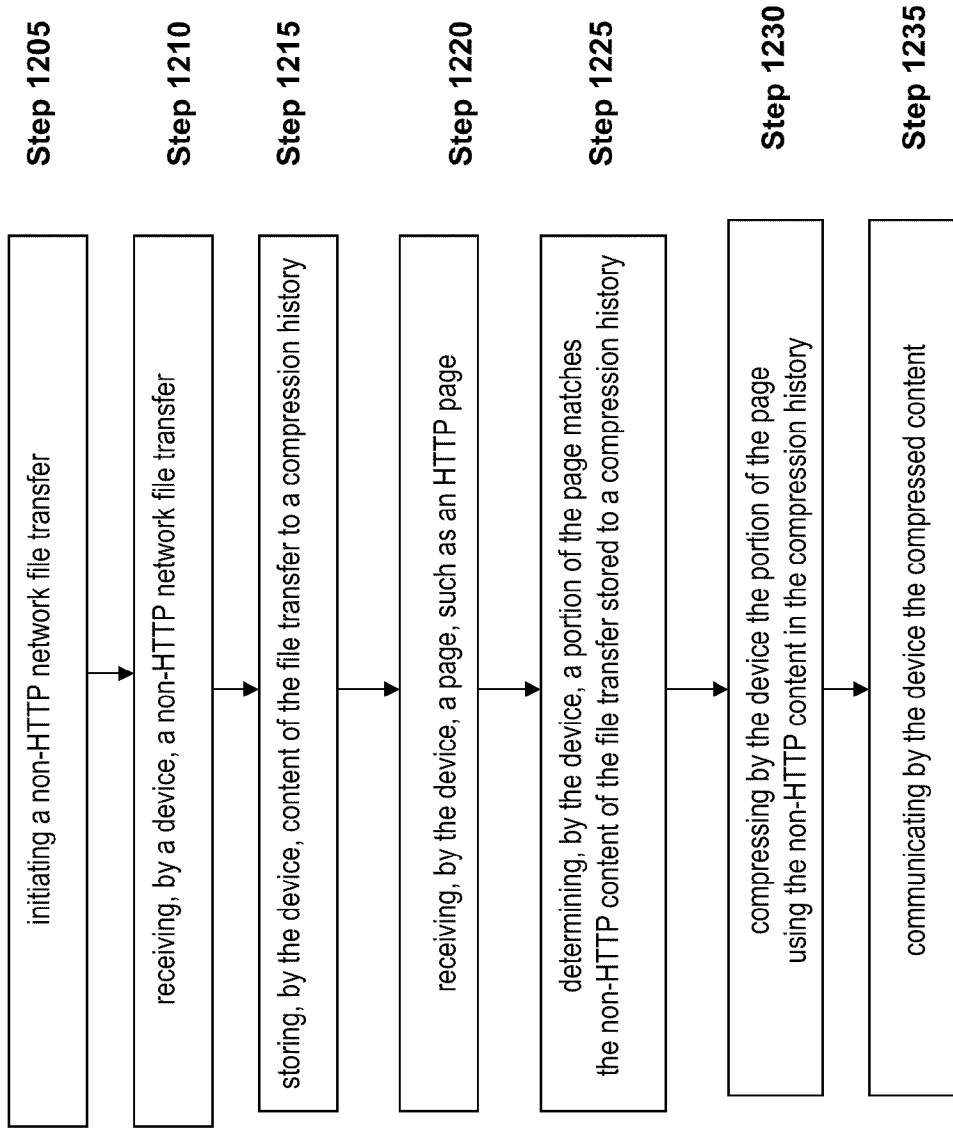 initiating a non-HTTP network file transfer
Step 1205
receiving, by a device, a non-HTTP network file transfer
Step 1210
storing, by the device, content of the file transfer to a compression history
Step 1215
receiving, by the device, a page, such as an HTTP page
Step 1220
determining, by the device, a portion of the page matches
the non-HTTP content of the file transfer stored to a compression history
Step 1225
compressing by the device the portion of the page
using the non-HTTP content in the compression history
Step 1230
communicating by the device the compressed content
Step 1235